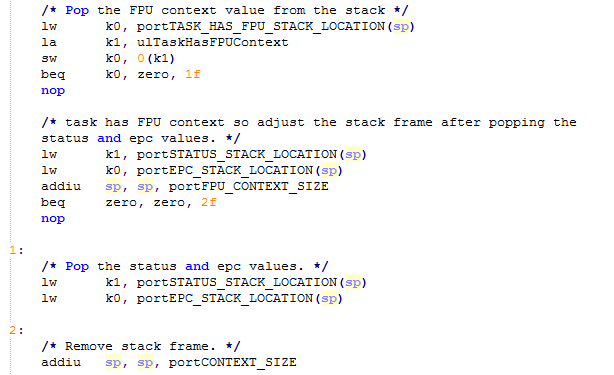 /* Pop the FPU context value from the stack */
lw k0, portTASK_HAS_FPU_STACK_LOCATION(sp)
la k1, ulTaskHasFPUContext
sw k0, 0(k1)
beq k0, zero, 1f
nop
/* task has FPU context so adjust the stack frame after popping the
status and epc values. */
lw k1, portSTATUS_STACK_LOCATION(sp)
lw k0, portEPC_STACK_LOCATION(sp)
addiu sp, sp, portFPU_CONTEXT_SIZE
beq zero, zero, 2f
nop
1:
/* Pop the status and epc values. */
lw k1, portSTATUS_STACK_LOCATION(sp)
lw k0, portEPC_STACK_LOCATION(sp)
2:
/* Remove stack frame. */
addiu sp, sp, portCONTEXT_SIZE